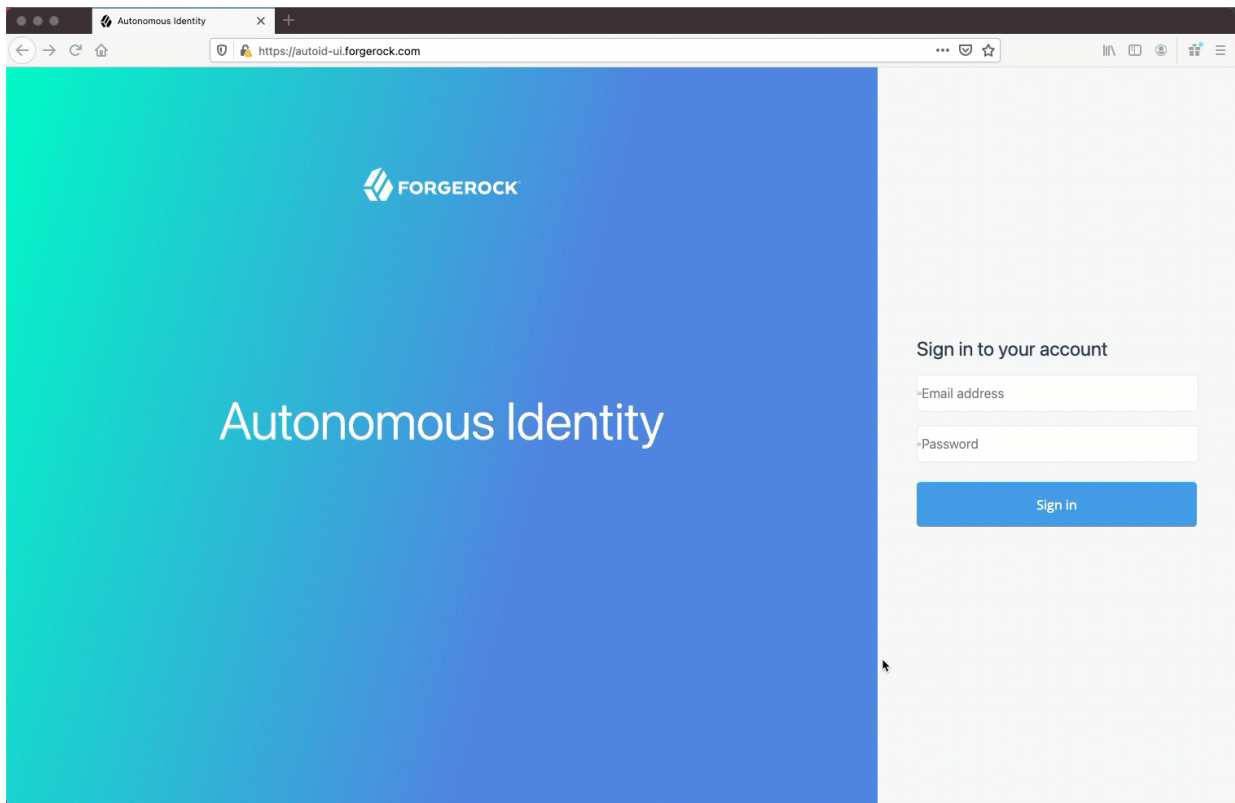 Autonomous Identity
https://autoid-ui.forgerock.com
FORGEROCK
Autonomous Identity
Sign in to your account
Email address
Password
Sign in